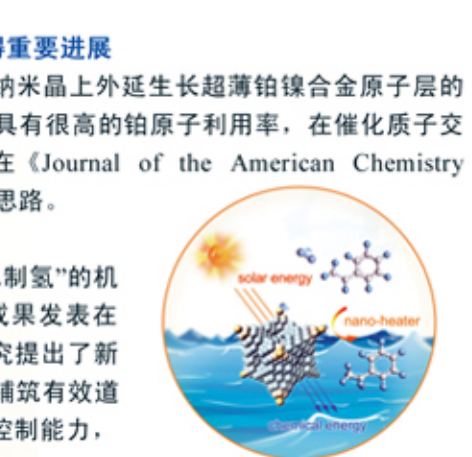 得重要进展
纳米晶上外延生长超薄铂镍合金原子层的
具有很高的铂原子利用率，在催化质子交
在《Journal of the American Chemistry
思路。
制氢”的机
成果发表在
究提出了新
铺筑有效道
控制能力，
solar energy
nano-heater
chemical energy